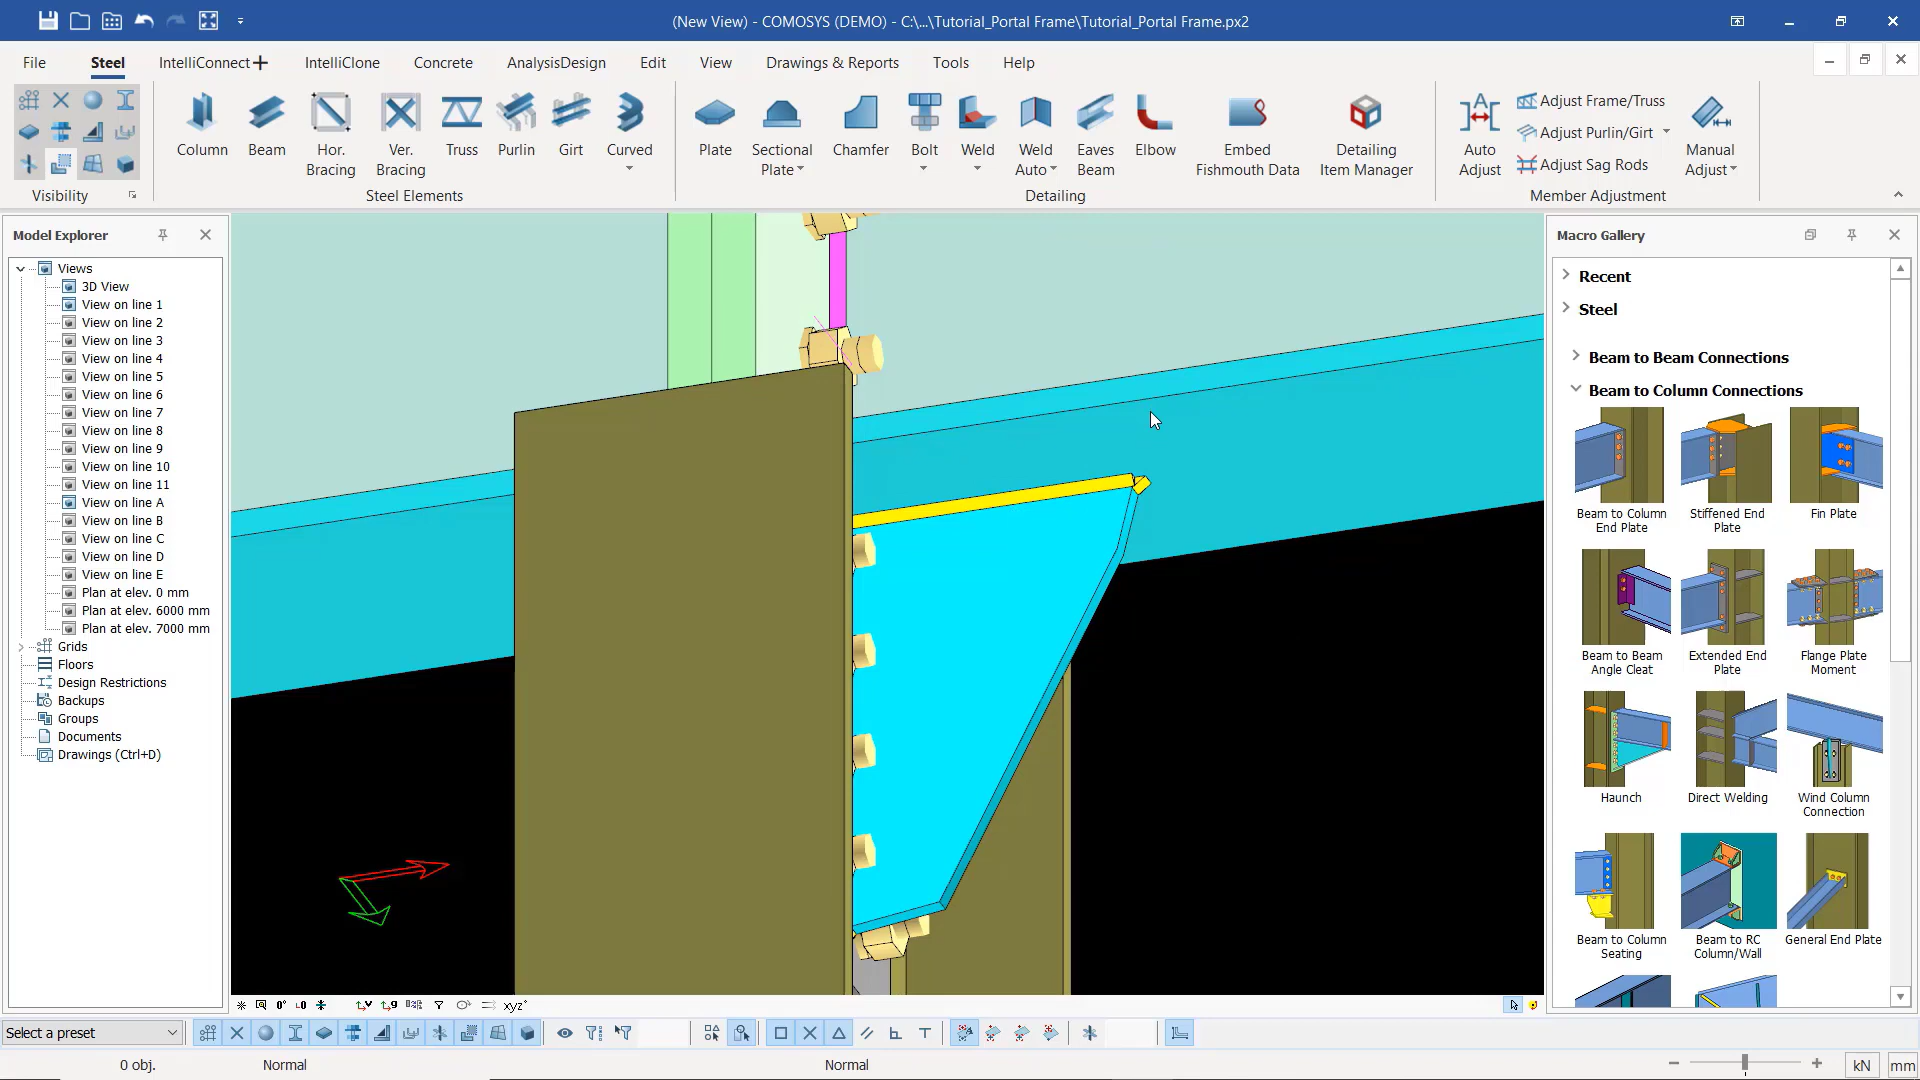 (New View) - COMOSYS (DEMO) - C:\...\Tutorial_Portal Frame\Tutorial_Portal Frame.px2
File
Steel
IntelliConnect
IntelliClone
Concrete
AnalysisDesign
Edit
View
Drawings & Reports
Tools
Help
Visibility
Column
Beam
Hor.
Bracing
Ver.
Bracing
Truss
Purlin
Girt
Curved
Steel Elements
Plate
Sectional
Plate
Chamfer
Bolt
Weld
Weld
Auto
Eaves
Beam
Elbow
Embed
Fishmouth Data
Detailing
Item Manager
Detailing
Auto
Adjust
Adjust Frame/Truss
Adjust Purlin/Girt
Adjust Sag Rods
Manual
Adjust
Member Adjustment
Model Explorer
Views
3D View
View on line 1
View on line 2
View on line 3
View on line 4
View on line 5
View on line 6
View on line 7
View on line 8
View on line 9
View on line 10
View on line 11
View on line A
View on line B
View on line C
View on line D
View on line E
Plan at elev. 0 mm
Plan at elev. 6000 mm
Plan at elev. 7000 mm
Grids
Floors
Design Restrictions
Backups
Groups
Documents
Drawings (Ctrl+D)
Macro Gallery
Recent
Steel
Beam to Beam Connections
Beam to Column Connections
Beam to Column
End Plate
Stiffened End
Plate
Fin Plate
Beam to Beam
Angle Cleat
Extended End
Plate
Flange Plate
Moment
Haunch
Direct Welding
Wind Column
Connection
Beam to Column
Seating
Beam to RC
Column/Wall
General End Plate
xyz
Select a preset
0 obj.
Normal
Normal
kN
mm